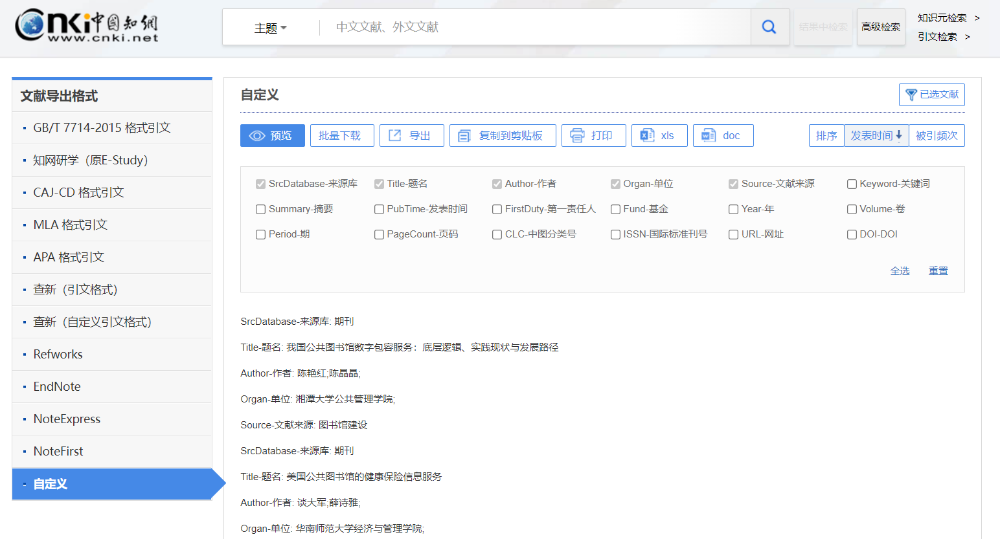 cnki中国知网
www.cnki.net
主题
中文文献、外文文献
结果中检索
高级检索
知识元检索 >
引文检索 >
文献导出格式
GB/T 7714-2015 格式引文
知网研学（原E-Study）
CAJ-CD 格式引文
MLA 格式引文
APA 格式引文
查新（引文格式）
查新（自定义引文格式）
Refworks
EndNote
NoteExpress
NoteFirst
自定义
自定义
已选文献
预览 批量下载 导出 复制到剪贴板 打印 xls doc 排序 发表时间 被引频次
SrcDatabase-来源库 Title-题名 Author-作者 Organ-单位 Source-文献来源 Keyword-关键词
Summary-摘要 PubTime-发表时间 FirstDuty-第一责任人 Fund-基金 Year-年 Volume-卷
Period-期 PageCount-页码 CLC-中图分类号 ISSN-国际标准刊号 URL-网址 DOI-DOI
全选 重置
SrcDatabase-来源库: 期刊
Title-题名: 我国公共图书馆数字包容服务：底层逻辑、实践现状与发展路径
Author-作者: 陈艳红;陈晶晶;
Organ-单位: 湘潭大学公共管理学院;
Source-文献来源: 图书馆建设
SrcDatabase-来源库: 期刊
Title-题名: 美国公共图书馆的健康保险信息服务
Author-作者: 谈大军;薛诗雅;
Organ-单位: 华南师范大学经济与管理学院;